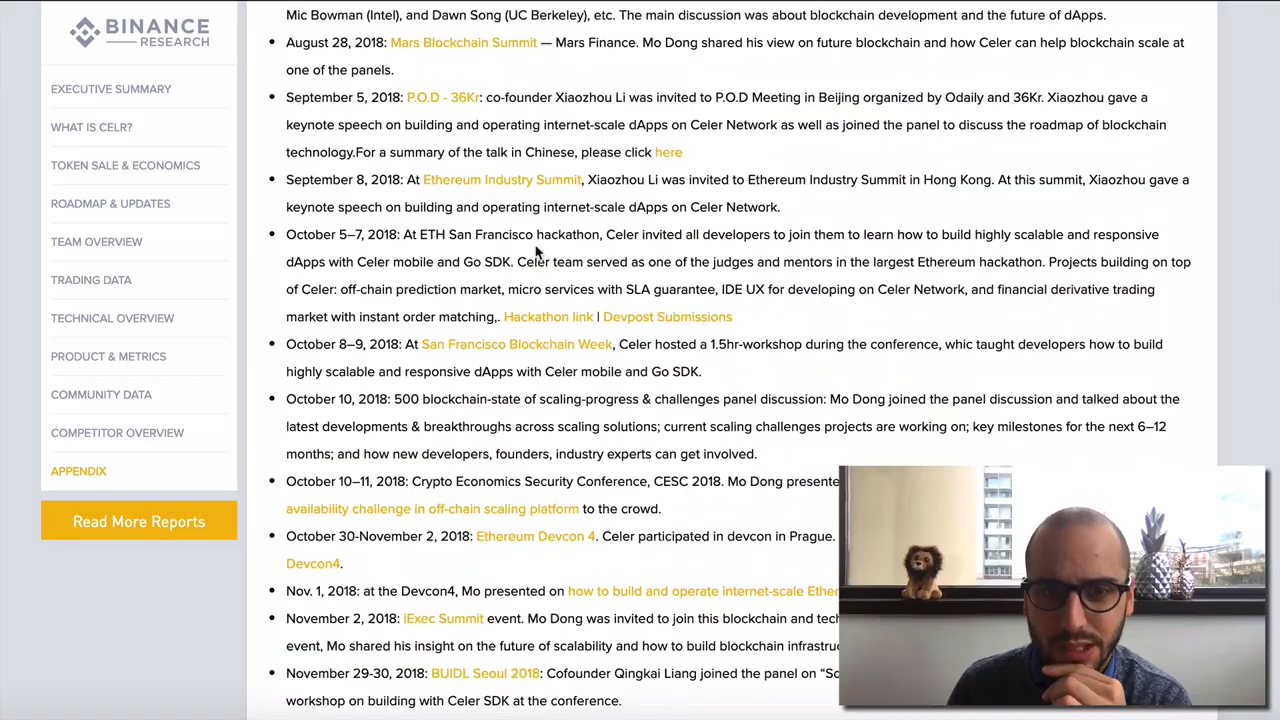 BINANCE
RESEARCH
EXECUTIVE SUMMARY
WHAT IS CELR?
TOKEN SALE & ECONOMICS
ROADMAP & UPDATES
TEAM OVERVIEW
TRADING DATA
TECHNICAL OVERVIEW
PRODUCT & METRICS
COMMUNITY DATA
COMPETITOR OVERVIEW
APPENDIX
Read More Reports
Mic Bowman (Intel), and Dawn Song (UC Berkeley), etc. The main discussion was about blockchain development and the future of dApps.
August 28, 2018: Mars Blockchain Summit — Mars Finance. Mo Dong shared his view on future blockchain and how Celer can help blockchain scale at
one of the panels.
September 5, 2018: P.O.D - 36Kr: co-founder Xiaozhou Li was invited to P.O.D Meeting in Beijing organized by Odaily and 36Kr. Xiaozhou gave a
keynote speech on building and operating internet-scale dApps on Celer Network as well as joined the panel to discuss the roadmap of blockchain
technology.For a summary of the talk in Chinese, please click here
September 8, 2018: At Ethereum Industry Summit, Xiaozhou Li was invited to Ethereum Industry Summit in Hong Kong. At this summit, Xiaozhou gave a
keynote speech on building and operating internet-scale dApps on Celer Network.
October 5–7, 2018: At ETH San Francisco hackathon, Celer invited all developers to join them to learn how to build highly scalable and responsive
dApps with Celer mobile and Go SDK. Celer team served as one of the judges and mentors in the largest Ethereum hackathon. Projects building on top
of Celer: off-chain prediction market, micro services with SLA guarantee, IDE UX for developing on Celer Network, and financial derivative trading
market with instant order matching,. Hackathon link | Devpost Submissions
October 8–9, 2018: At San Francisco Blockchain Week, Celer hosted a 1.5hr-workshop during the conference, whic taught developers how to build
highly scalable and responsive dApps with Celer mobile and Go SDK.
October 10, 2018: 500 blockchain-state of scaling-progress & challenges panel discussion: Mo Dong joined the panel discussion and talked about the
latest developments & breakthroughs across scaling solutions; current scaling challenges projects are working on; key milestones for the next 6–12
months; and how new developers, founders, industry experts can get involved.
October 10–11, 2018: Crypto Economics Security Conference, CESC 2018. Mo Dong presente
availability challenge in off-chain scaling platform to the crowd.
October 30-November 2, 2018: Ethereum Devcon 4. Celer participated in devcon in Prague.
Devcon4.
Nov. 1, 2018: at the Devcon4, Mo presented on how to build and operate internet-scale Ether
November 2, 2018: iExec Summit event. Mo Dong was invited to join this blockchain and tec
event, Mo shared his insight on the future of scalability and how to build blockchain infrastruc
November 29-30, 2018: BUIDL Seoul 2018: Cofounder Qingkai Liang joined the panel on “Sc
workshop on building with Celer SDK at the conference.